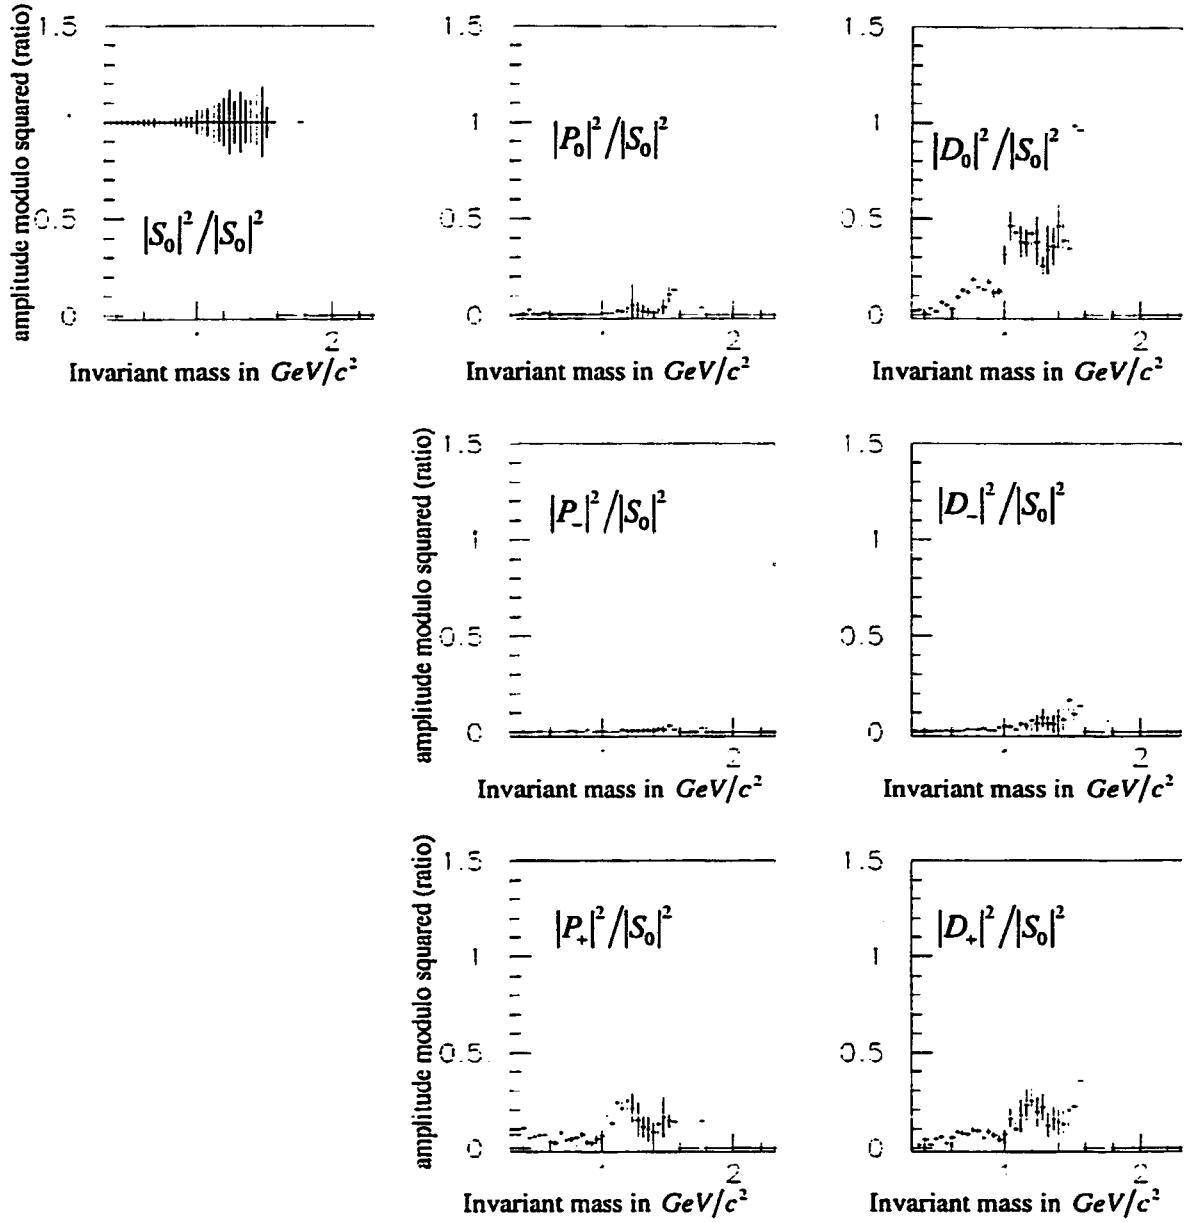 amplitude modulo squared (ratio)
1.5
1
0.5
0
|S₀|²/|S₀|²
1
2
Invariant mass in GeV/c²
1.5
1
0.5
0
|P₀|²/|S₀|²
1
2
Invariant mass in GeV/c²
1.5
1
0.5
0
|D₀|²/|S₀|²
1
2
Invariant mass in GeV/c²
amplitude modulo squared (ratio)
1.5
1
0.5
0
|P₋|²/|S₀|²
1
2
Invariant mass in GeV/c²
1.5
1
0.5
0
|D₋|²/|S₀|²
1
2
Invariant mass in GeV/c²
amplitude modulo squared (ratio)
1.5
1
0.5
0
|P₊|²/|S₀|²
1
2
Invariant mass in GeV/c²
1.5
1
0.5
0
|D₊|²/|S₀|²
1
2
Invariant mass in GeV/c²